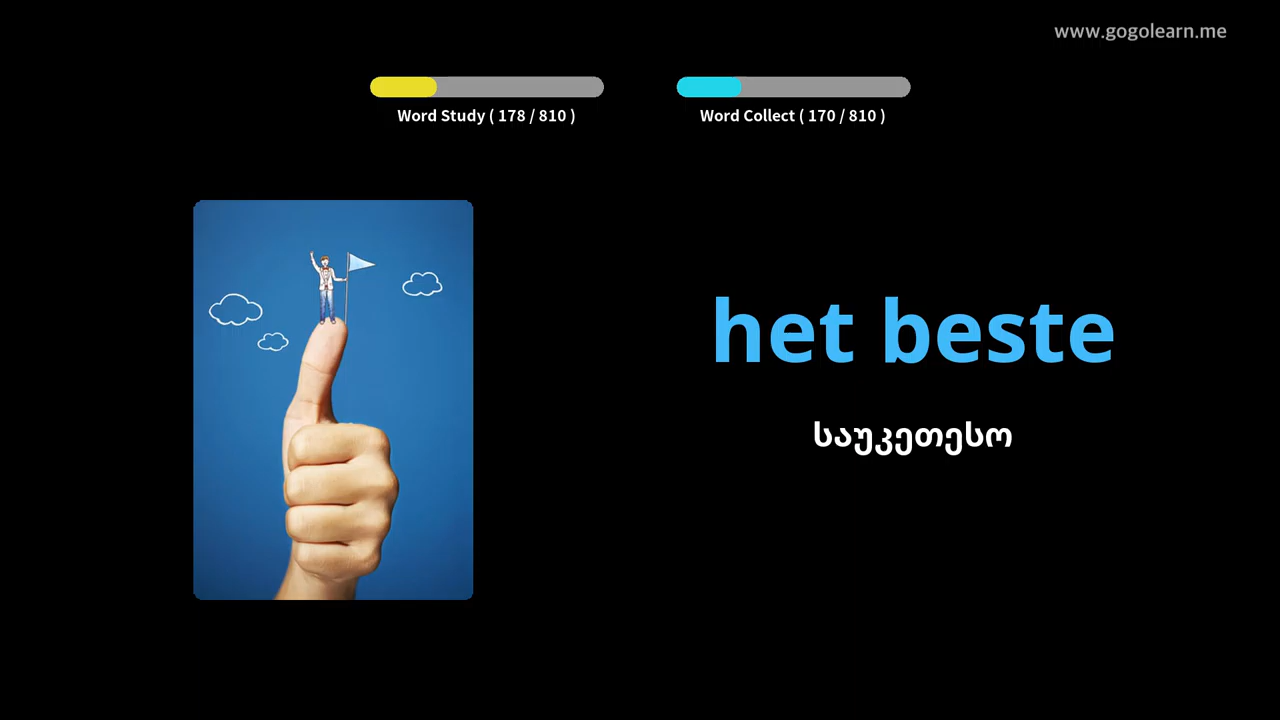 www.gogolearn.me
Word Study ( 178 / 810 )
Word Collect ( 170 / 810 )
het beste
საუკეთესო